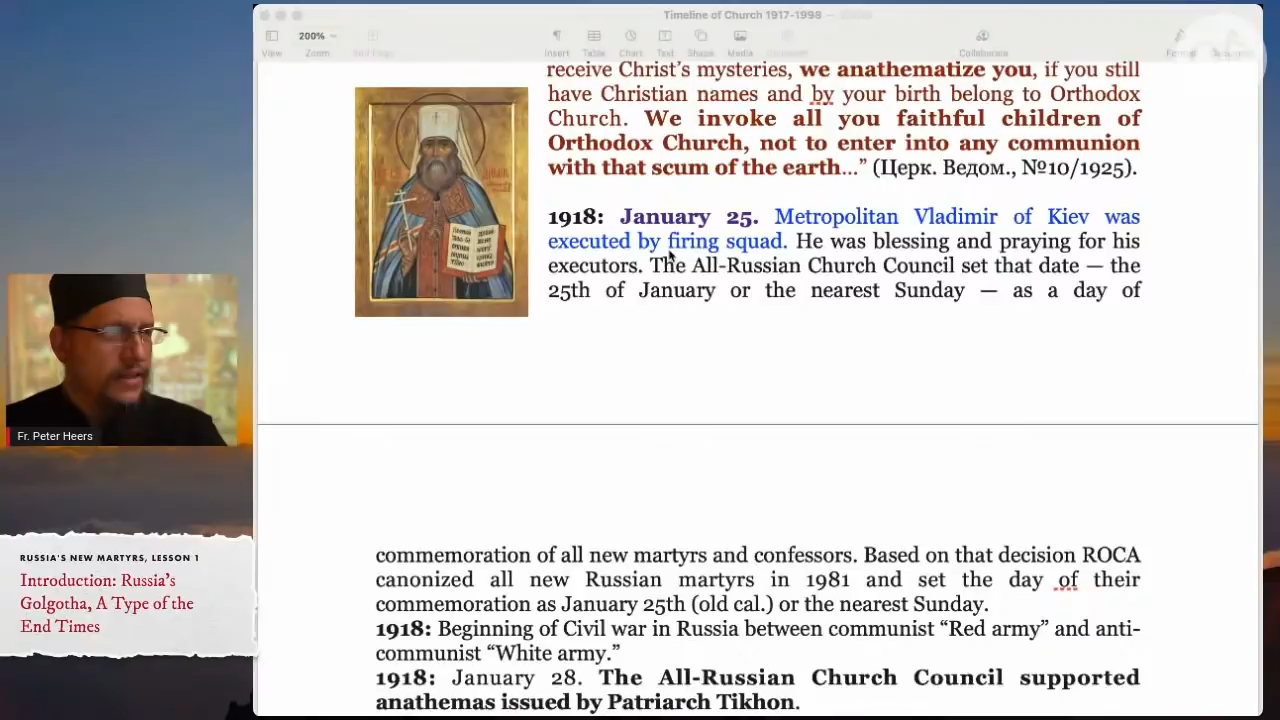 Timeline of Church 1917-1998
200%
View
Zoom
Insert
Table
Chart
Text
Shape
Media
Collaborate
receive Christ's mysteries, we anathematize you, if you still
have Christian names and by your birth belong to Orthodox
Church. We invoke all you faithful children of
Orthodox Church, not to enter into any communion
with that scum of the earth…" (Церк. Ведом., №10/1925).
1918: January 25. Metropolitan Vladimir of Kiev was
executed by firing squad. He was blessing and praying for his
executors. The All-Russian Church Council set that date — the
25th of January or the nearest Sunday — as a day of
commemoration of all new martyrs and confessors. Based on that decision ROCA
canonized all new Russian martyrs in 1981 and set the day of their
commemoration as January 25th (old cal.) or the nearest Sunday.
1918: Beginning of Civil war in Russia between communist "Red army" and anti-
communist "White army."
1918: January 28. The All-Russian Church Council supported
anathemas issued by Patriarch Tikhon.
Fr. Peter Heers
RUSSIA'S NEW MARTYRS, LESSON 1
Introduction: Russia's
Golgotha, A Type of the
End Times